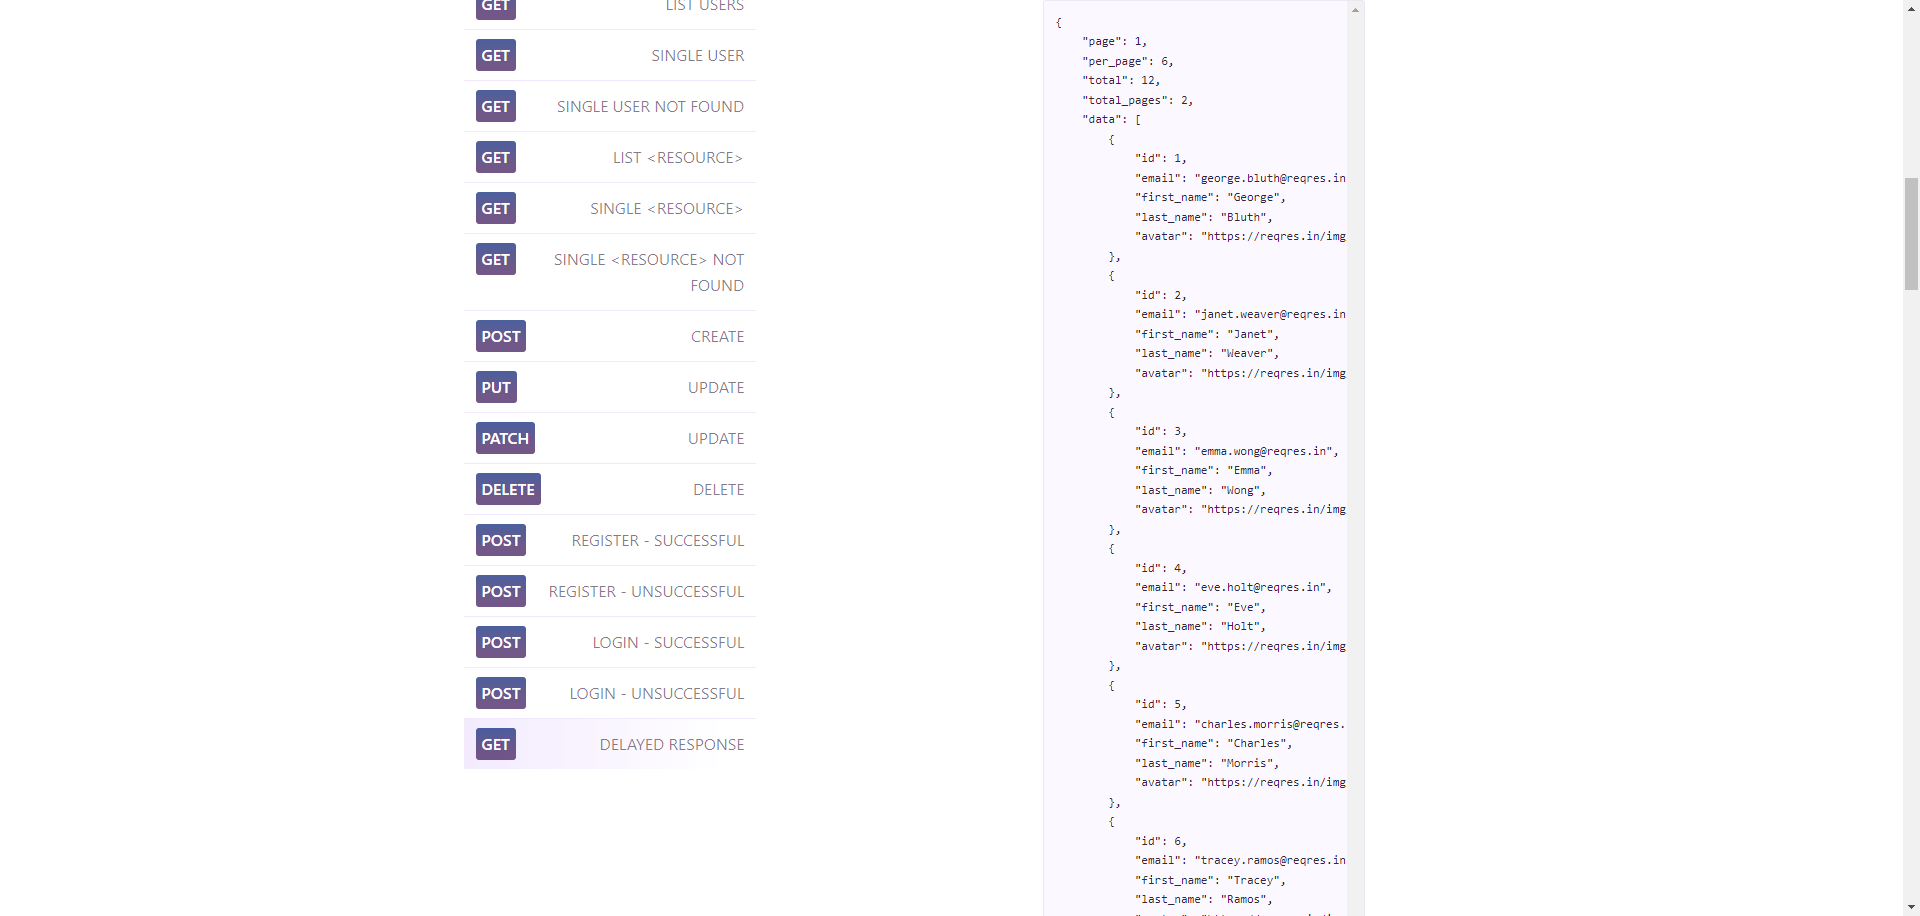 GET LIST USERS
GET SINGLE USER
GET SINGLE USER NOT FOUND
GET LIST <RESOURCE>
GET SINGLE <RESOURCE>
GET SINGLE <RESOURCE> NOT
FOUND
POST CREATE
PUT UPDATE
PATCH UPDATE
DELETE DELETE
POST REGISTER - SUCCESSFUL
POST REGISTER - UNSUCCESSFUL
POST LOGIN - SUCCESSFUL
POST LOGIN - UNSUCCESSFUL
GET DELAYED RESPONSE
{
    "page": 1,
    "per_page": 6,
    "total": 12,
    "total_pages": 2,
    "data": [
        {
            "id": 1,
            "email": "george.bluth@reqres.in
            "first_name": "George",
            "last_name": "Bluth",
            "avatar": "https://reqres.in/img
        },
        {
            "id": 2,
            "email": "janet.weaver@reqres.in
            "first_name": "Janet",
            "last_name": "Weaver",
            "avatar": "https://reqres.in/img
        },
        {
            "id": 3,
            "email": "emma.wong@reqres.in",
            "first_name": "Emma",
            "last_name": "Wong",
            "avatar": "https://reqres.in/img
        },
        {
            "id": 4,
            "email": "eve.holt@reqres.in",
            "first_name": "Eve",
            "last_name": "Holt",
            "avatar": "https://reqres.in/img
        },
        {
            "id": 5,
            "email": "charles.morris@reqres.
            "first_name": "Charles",
            "last_name": "Morris",
            "avatar": "https://reqres.in/img
        },
        {
            "id": 6,
            "email": "tracey.ramos@reqres.in
            "first_name": "Tracey",
            "last_name": "Ramos",